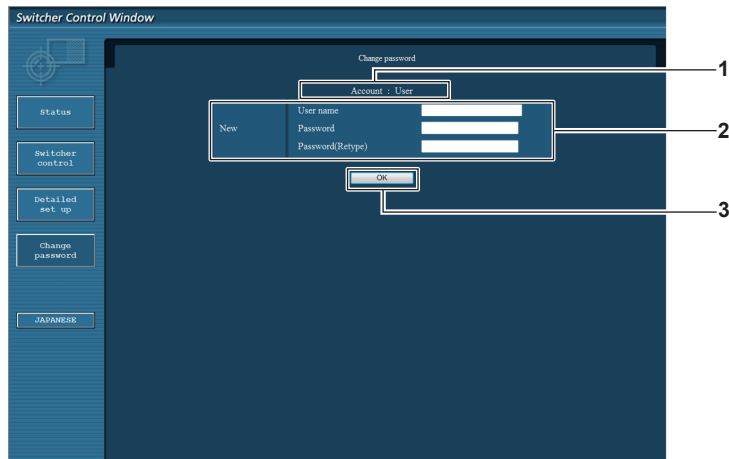 Switcher Control Window
Change password
1
Account : User
New
User name
Password
Password(Retype)
2
OK
3
Status
Switcher
control
Detailed
set up
Change
password
JAPANESE